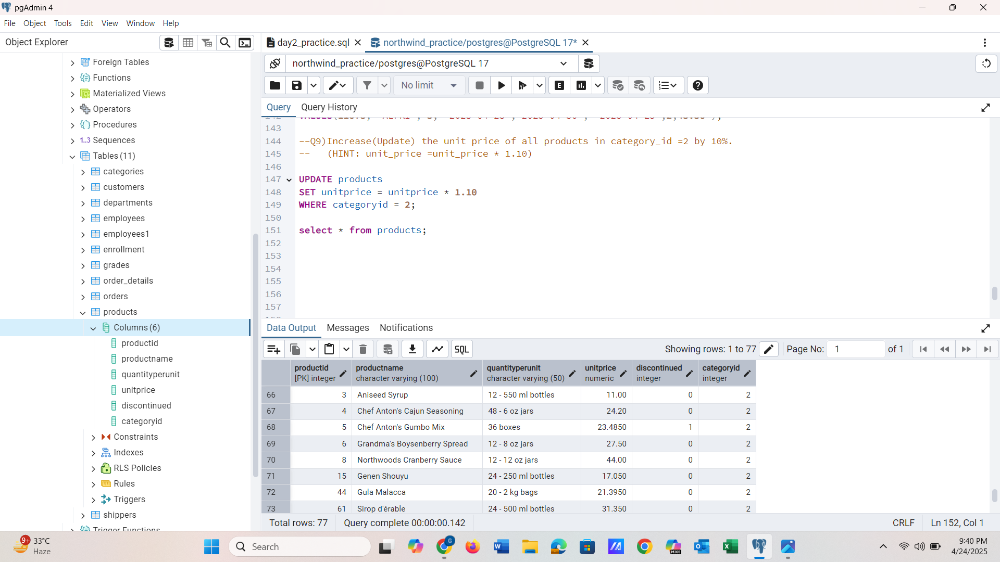 pgAdmin 4
File Object Tools Edit View Window Help
Object Explorer
day2_practice.sql
northwind_practice/postgres@PostgreSQL 17*
Foreign Tables
Functions
Materialized Views
Operators
Procedures
1..3 Sequences
Tables (11)
categories
customers
departments
employees
employees1
enrollment
grades
order_details
orders
products
Columns (6)
productid
productname
quantityperunit
unitprice
discontinued
categoryid
Constraints
Indexes
RLS Policies
Rules
Triggers
shippers
Trigger Functions
northwind_practice/postgres@PostgreSQL 17
No limit
E
Query Query History
143
144 --Q9)Increase(Update) the unit price of all products in category_id =2 by 10%.
145 -- (HINT: unit_price =unit_price * 1.10)
146
147 UPDATE products
148 SET unitprice = unitprice * 1.10
149 WHERE categoryid = 2;
150
151 select * from products;
152
153
154
155
156
157
Data Output Messages Notifications
SQL
Showing rows: 1 to 77
Page No: 1 of 1
productid productname quantityperunit unitprice discontinued categoryid
[PK] integer character varying (100) character varying (50) numeric integer integer
66 3 Aniseed Syrup 12 - 550 ml bottles 11.00 0 2
67 4 Chef Anton's Cajun Seasoning 48 - 6 oz jars 24.20 0 2
68 5 Chef Anton's Gumbo Mix 36 boxes 23.4850 1 2
69 6 Grandma's Boysenberry Spread 12 - 8 oz jars 27.50 0 2
70 8 Northwoods Cranberry Sauce 12 - 12 oz jars 44.00 0 2
71 15 Genen Shouyu 24 - 250 ml bottles 17.050 0 2
72 44 Gula Malacca 20 - 2 kg bags 21.3950 0 2
73 61 Sirop d'érable 24 - 500 ml bottles 31.350 0 2
Total rows: 77 Query complete 00:00:00.142
CRLF Ln 152, Col 1
9+
33°C
Haze
Search
G
M365
9:40 PM
4/24/2025